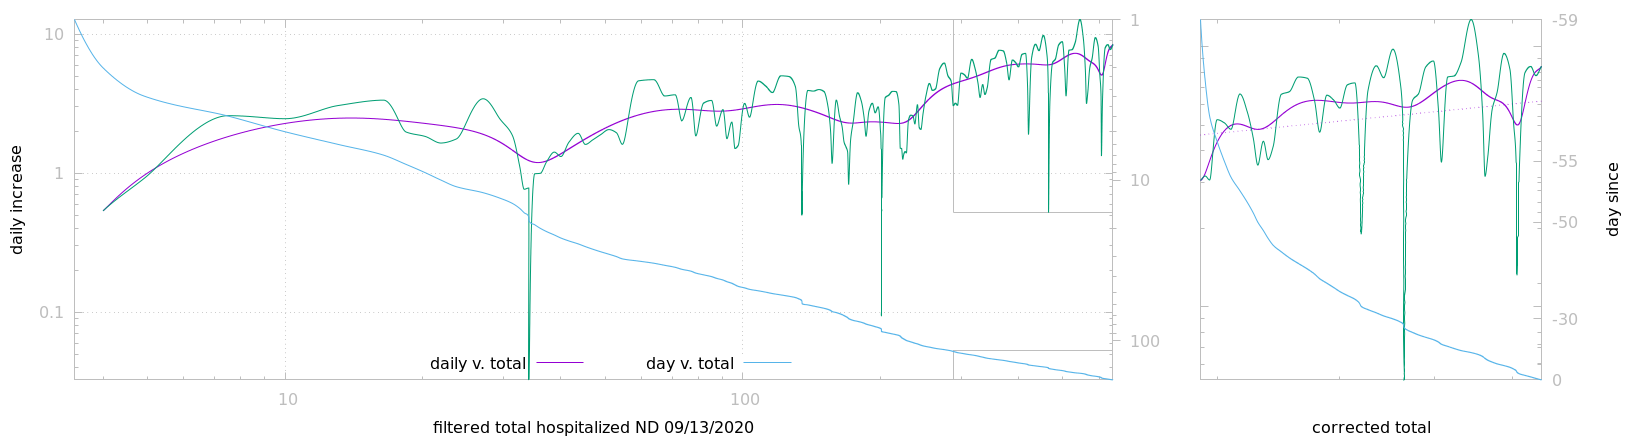 10
1
0.1
daily increase
daily v. total
day v. total
10
100
filtered total hospitalized ND 09/13/2020
1
10
100
-59
-55
-50
-30
0
day since
corrected total